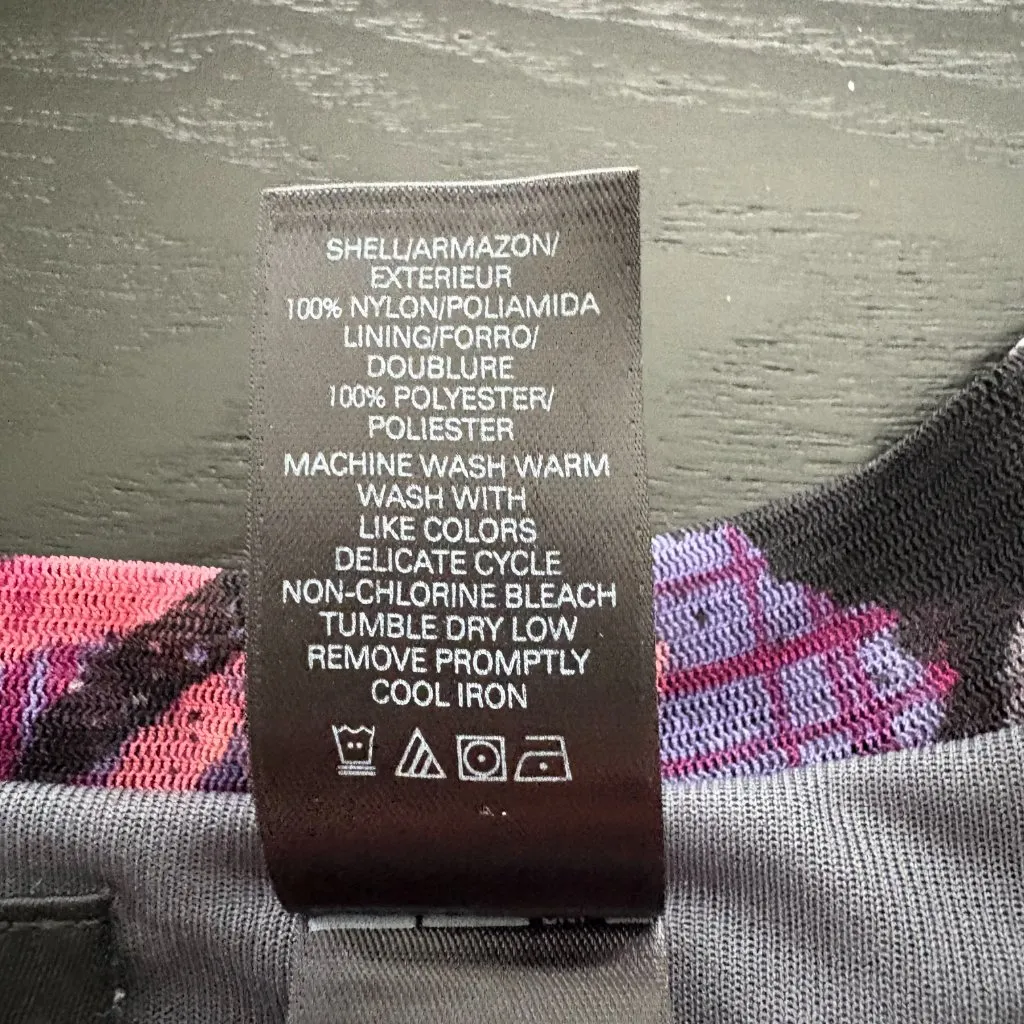 SHELL/ARMAZON/
EXTERIEUR
100% NYLON/POLIAMIDA
LINING/FORRO/
DOUBLURE
100% POLYESTER/
POLIESTER
MACHINE WASH WARM
WASH WITH
LIKE COLORS
DELICATE CYCLE
NON-CHLORINE BLEACH
TUMBLE DRY LOW
REMOVE PROMPTLY
COOL IRON